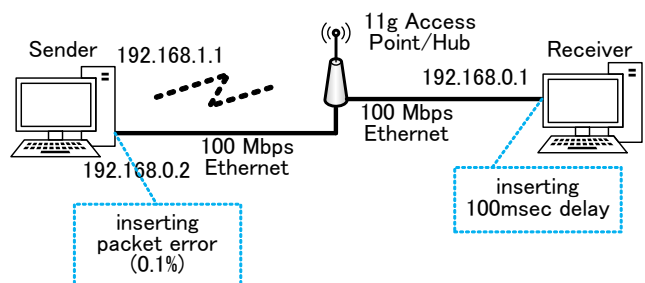 Sender
192.168.1.1
11g Access
Point/Hub
Receiver
192.168.0.1
100 Mbps
Ethernet
100 Mbps
Ethernet
192.168.0.2
inserting
packet error
(0.1%)
inserting
100msec delay